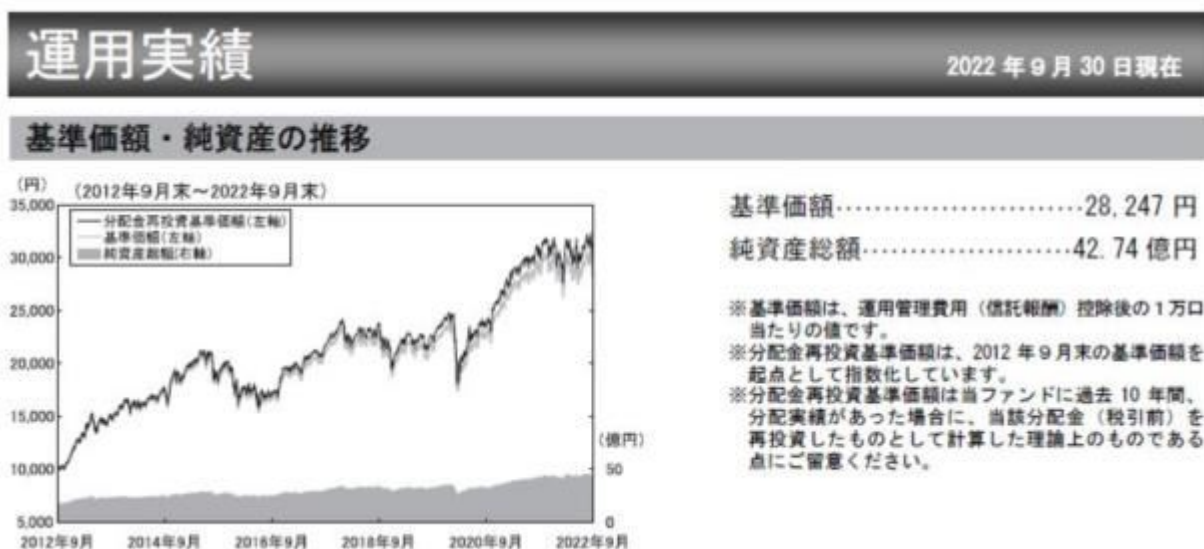 運用実績
2022年9月30日現在
基準価額・純資産の推移
(円)
(2012年9月末～2022年9月末)
35,000
30,000
25,000
20,000
15,000
10,000
5,000
分配金再投資基準価額(左軸)
基準価額(左軸)
純資産総額(右軸)
(億円)
50
0
2012年9月
2014年9月
2016年9月
2018年9月
2020年9月
2022年9月
基準価額‥‥‥‥‥‥‥‥‥‥‥‥‥28,247 円
純資産総額‥‥‥‥‥‥‥‥‥‥‥42.74 億円
※基準価額は、運用管理費用（信託報酬）控除後の1万口
当たりの値です。
※分配金再投資基準価額は、2012年9月末の基準価額を
起点として指数化しています。
※分配金再投資基準価額は当ファンドに過去10年間、
分配実績があった場合に、当該分配金（税引前）を
再投資したものとして計算した理論上のものである
点にご留意ください。